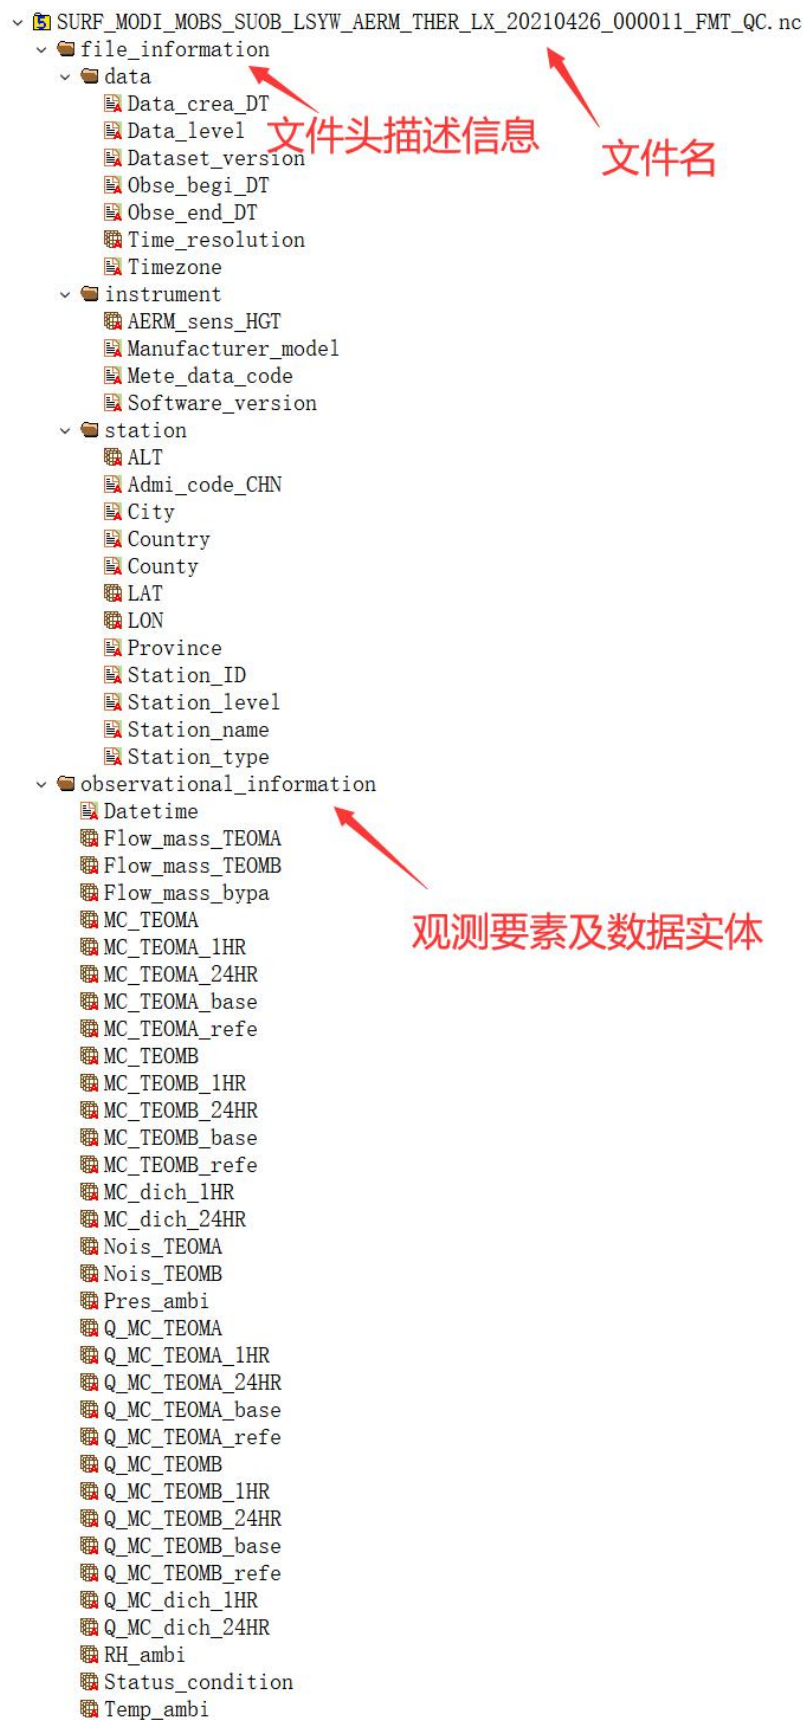 SURF_MODI_MOBS_SUOB_LSYW_AERM_THER_LX_20210426_000011_FMT_QC.nc
file_information
data
Data_crea_DT
Data_level
文件头描述信息
文件名
Dataset_version
Obse_begi_DT
Obse_end_DT
Time_resolution
Timezone
instrument
AERM_sens_HGT
Manufacturer_model
Mete_data_code
Software_version
station
ALT
Admi_code_CHN
City
Country
County
LAT
LON
Province
Station_ID
Station_level
Station_name
Station_type
observational_information
Datetime
Flow_mass_TEOMA
Flow_mass_TEOMB
Flow_mass_bypa
MC_TEOMA
观测要素及数据实体
MC_TEOMA_1HR
MC_TEOMA_24HR
MC_TEOMA_base
MC_TEOMA_refe
MC_TEOMB
MC_TEOMB_1HR
MC_TEOMB_24HR
MC_TEOMB_base
MC_TEOMB_refe
MC_dich_1HR
MC_dich_24HR
Nois_TEOMA
Nois_TEOMB
Pres_ambi
Q_MC_TEOMA
Q_MC_TEOMA_1HR
Q_MC_TEOMA_24HR
Q_MC_TEOMA_base
Q_MC_TEOMA_refe
Q_MC_TEOMB
Q_MC_TEOMB_1HR
Q_MC_TEOMB_24HR
Q_MC_TEOMB_base
Q_MC_TEOMB_refe
Q_MC_dich_1HR
Q_MC_dich_24HR
RH_ambi
Status_condition
Temp_ambi